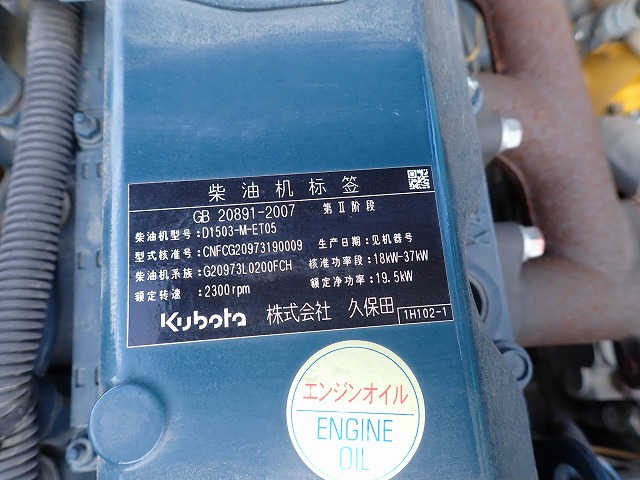 柴油机标签
GB 20891-2007 第Ⅱ阶段
柴油机型号:D1503-M-ET05
型式核准号:CNFCG20973190009 生产日期:见机器号
柴油机系族:G20973L0200FCH 核准功率段:18kW-37kW
额定转速:2300rpm 额定净功率:19.5kW
Kubota 株式会社 久保田 1H102-1
エンジンオイル
ENGINE
OIL